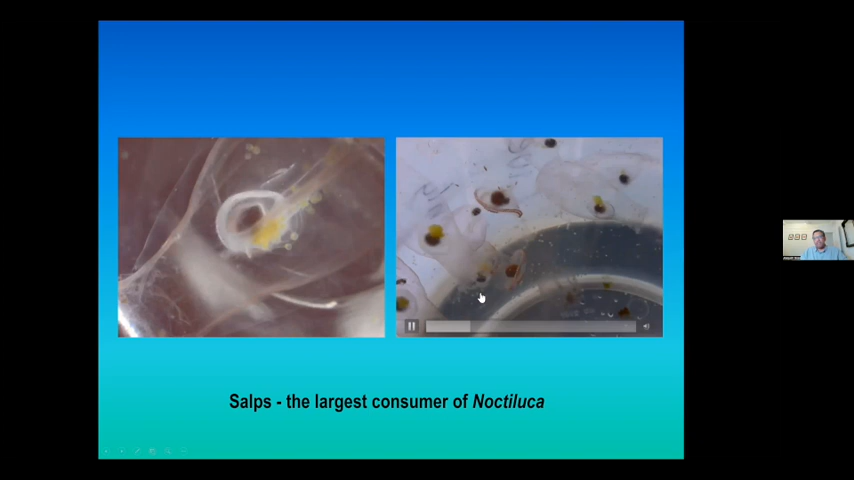 Salps - the largest consumer of Noctiluca